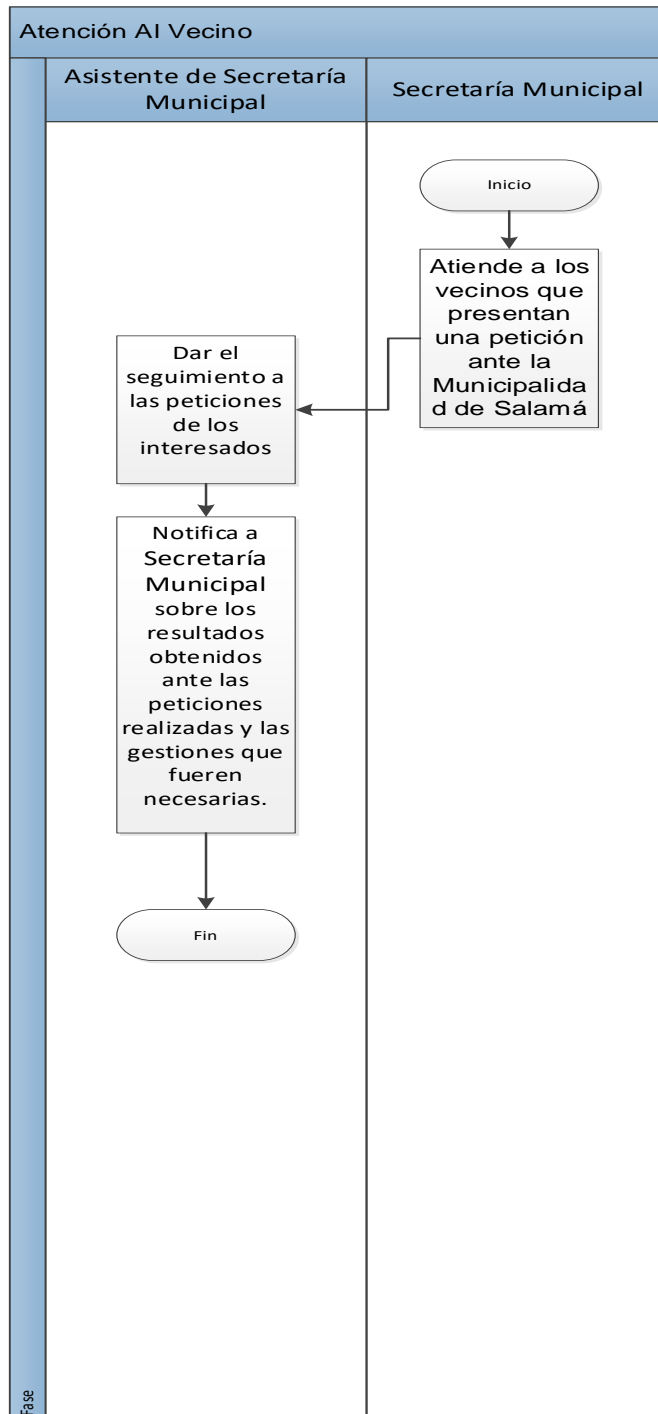 Atención Al Vecino
Asistente de Secretaría
Municipal
Secretaría Municipal
Inicio
Atiende a los
vecinos que
presentan
una petición
ante la
Municipalida
d de Salamá
Dar el
seguimiento a
las peticiones
de los
interesados
Notifica a
Secretaría
Municipal
sobre los
resultados
obtenidos
ante las
peticiones
realizadas y las
gestiones que
fueren
necesarias.
Fin
Fase